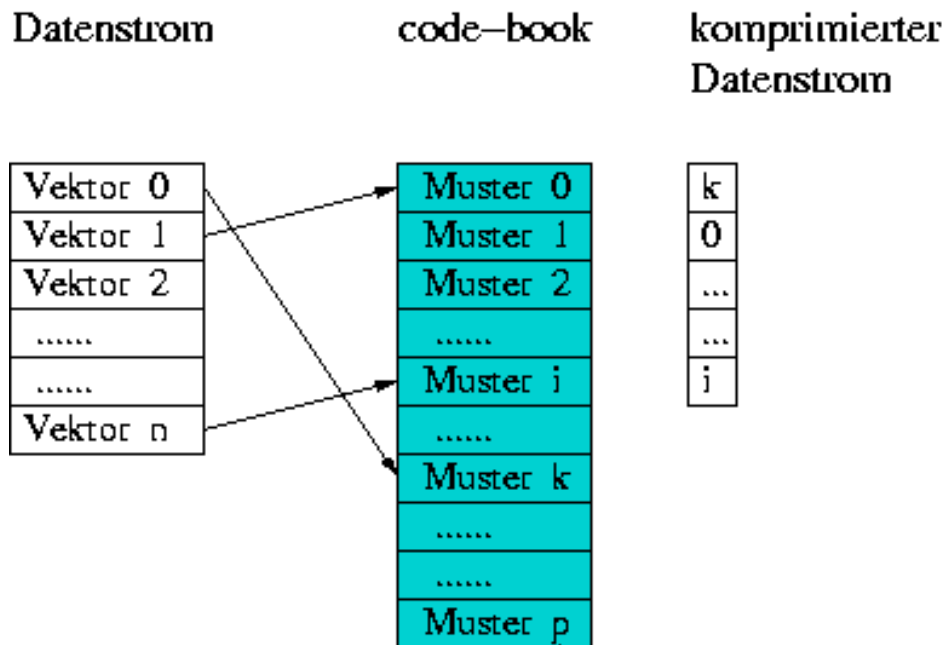 Datenstrom
code-book
komprimierter
Datenstrom
Vektor 0
Vektor 1
Vektor 2
......
......
Vektor n
Muster 0
Muster 1
Muster 2
......
Muster i
......
Muster k
......
......
Muster p
k
0
...
...
i